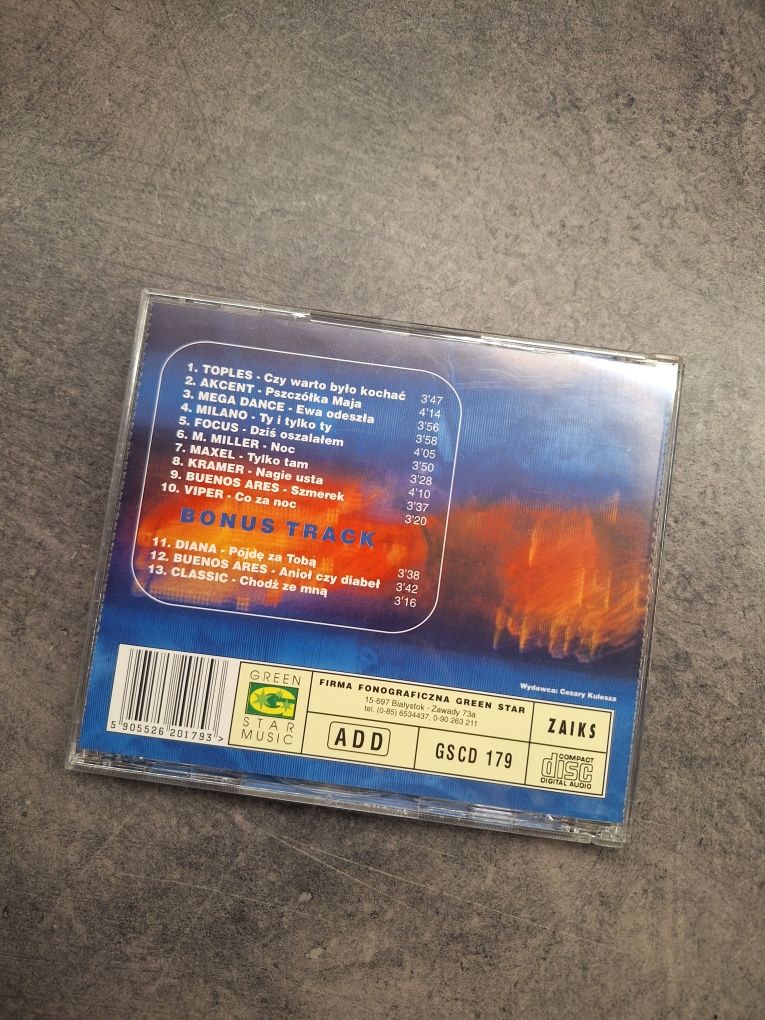 1. TOPLES - Czy warto było kochać 3'47
2. AKCENT - Pszczółka Maja 4'14
3. MEGA DANCE - Ewa odeszła 3'56
4. MILANO - Ty i tylko ty 3'58
5. FOCUS - Dziś oszalałem 4'05
6. M. MILLER - Noc 3'50
7. MAXEL - Tylko tam 3'28
8. KRAMER - Nagie usta 4'10
9. BUENOS ARES - Szmerek 3'37
10. VIPER - Co za noc 3'20
BONUS TRACK
11. DIANA - Pójdę za Tobą 3'38
12. BUENOS ARES - Anioł czy diabeł 3'42
13. CLASSIC - Chodź ze mną 3'16
Wydawca: Cezary Kulesza
5 905526 201793 >
GREEN
STAR
MUSIC
FIRMA FONOGRAFICZNA GREEN STAR
15-697 Białystok - Zawady 73a
tel. (0-85) 6534437, 0-90 263 211
ADD
GSCD 179
ZAIKS
COMPACT
disc
DIGITAL AUDIO